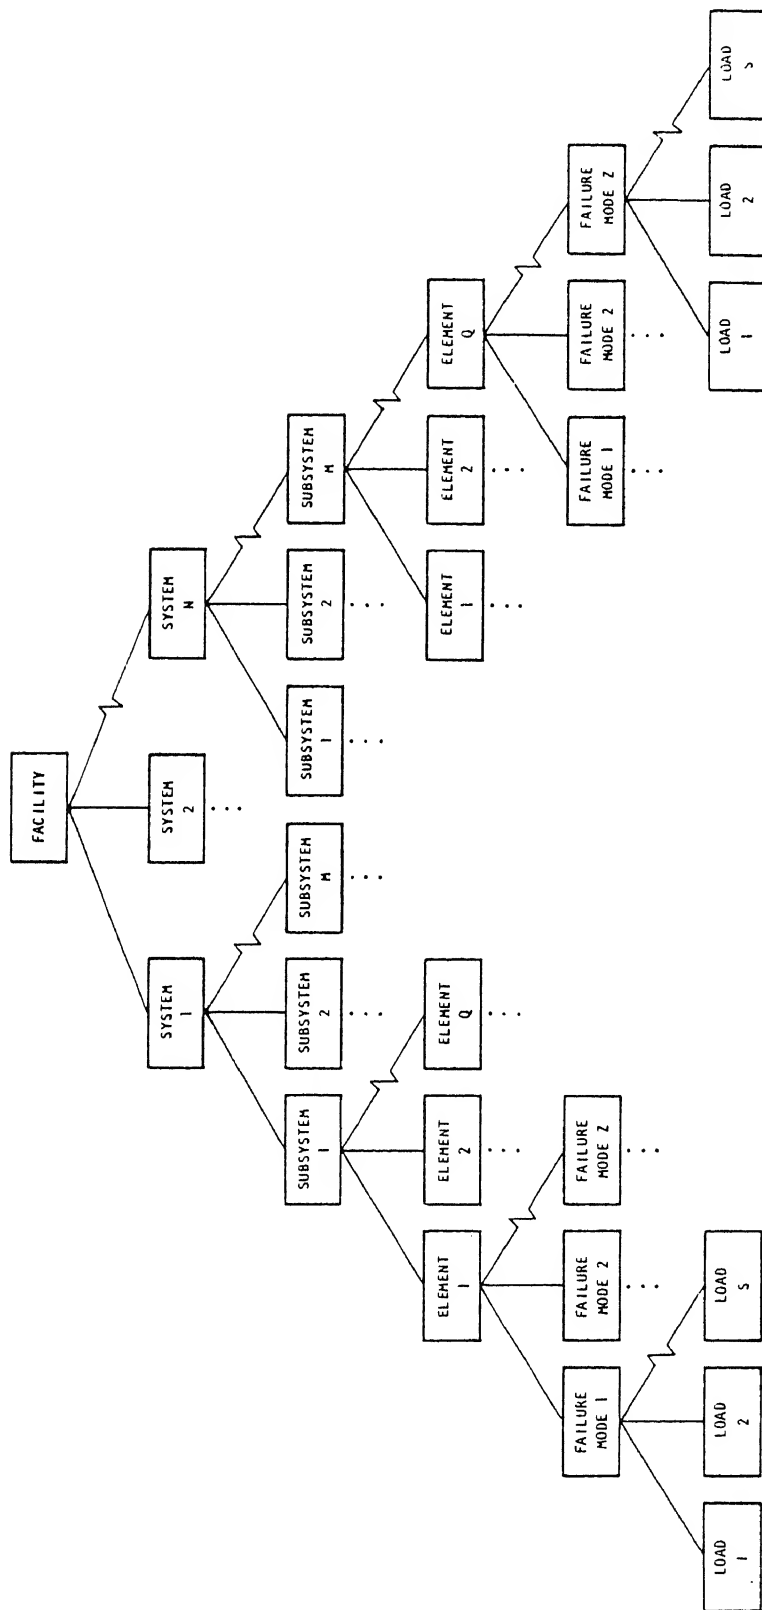 FACILITY
SYSTEM
1
SYSTEM
2
. . .
SYSTEM
N
SUBSYSTEM
1
SUBSYSTEM
2
. . .
SUBSYSTEM
M
. . .
SUBSYSTEM
1
. . .
SUBSYSTEM
2
. . .
SUBSYSTEM
M
ELEMENT
1
ELEMENT
2
. . .
ELEMENT
Q
. . .
ELEMENT
1
. . .
ELEMENT
2
. . .
ELEMENT
Q
FAILURE
MODE 1
FAILURE
MODE 2
. . .
FAILURE
MODE Z
. . .
FAILURE
MODE 1
. . .
FAILURE
MODE 2
. . .
FAILURE
MODE Z
LOAD
1
LOAD
2
LOAD
S
LOAD
1
LOAD
2
LOAD
S